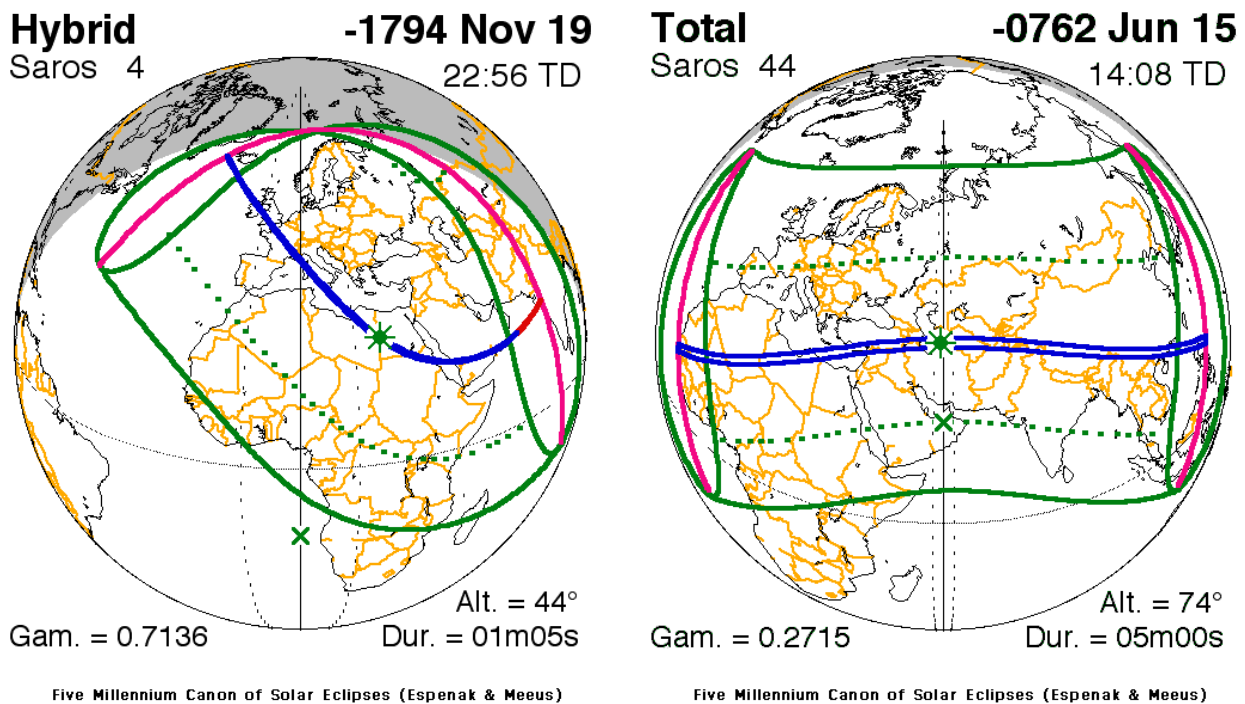 Hybrid -1794 Nov 19
Saros 4 22:56 TD
Alt. = 44°
Gam. = 0.7136 Dur. = 01m05s
Five Millennium Canon of Solar Eclipses (Espenak & Meeus)
Total -0762 Jun 15
Saros 44 14:08 TD
Alt. = 74°
Gam. = 0.2715 Dur. = 05m00s
Five Millennium Canon of Solar Eclipses (Espenak & Meeus)